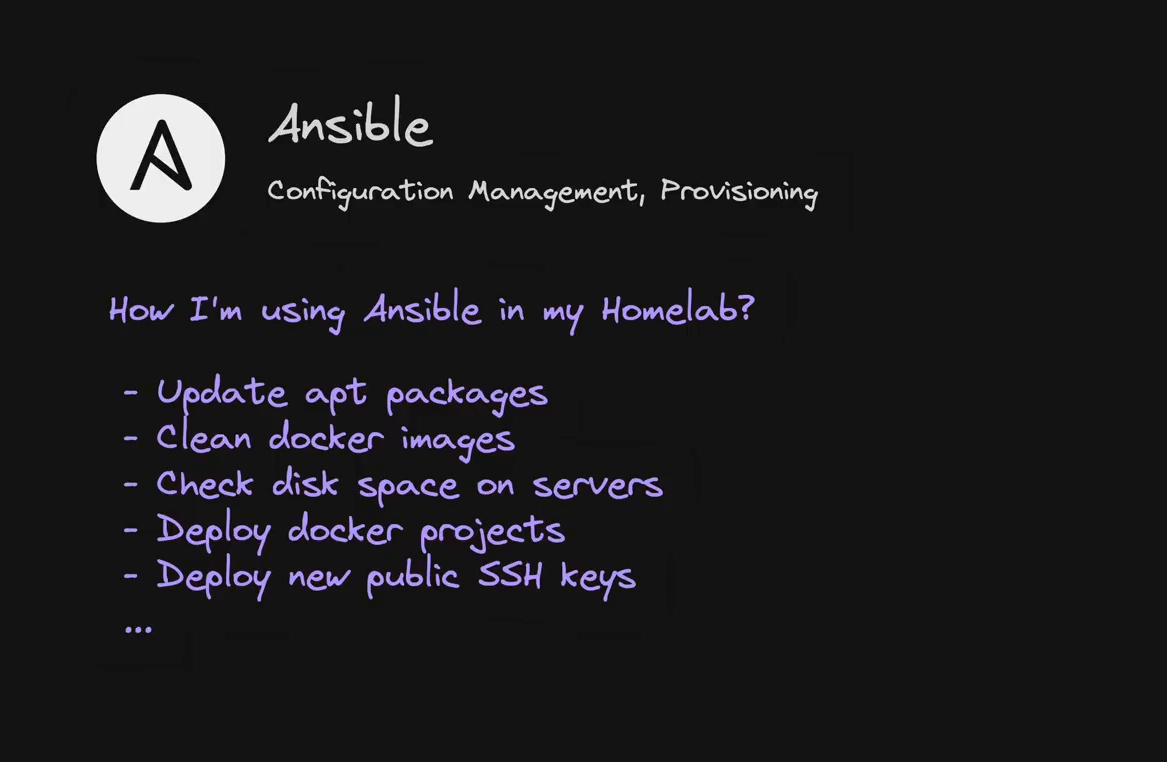 Ansible
Configuration Management, Provisioning
How I'm using Ansible in my Homelab?
- Update apt packages
- Clean docker images
- Check disk space on servers
- Deploy docker projects
- Deploy new public SSH keys
...